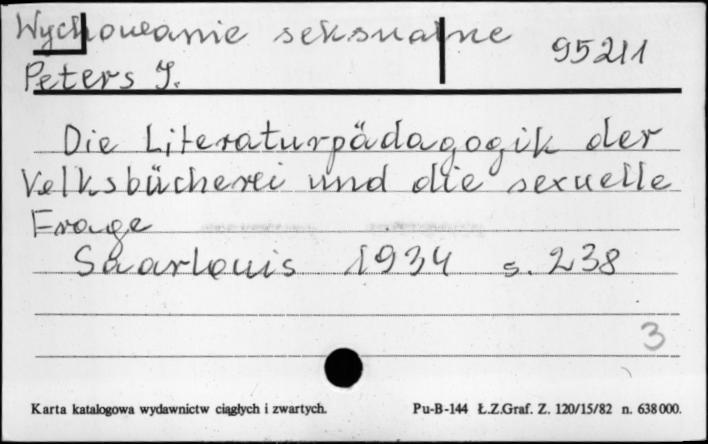 Wychowanie seksualne
95211
Peters J.
Die Literaturpädagogik der
Velksbücherei und die sexuelle
Frage
Saarlouis 1934 s. 238
3
Karta katalogowa wydawnictw ciągłych i zwartych.
Pu-B-144 Ł.Z.Graf. Z. 120/15/82 n. 638000.